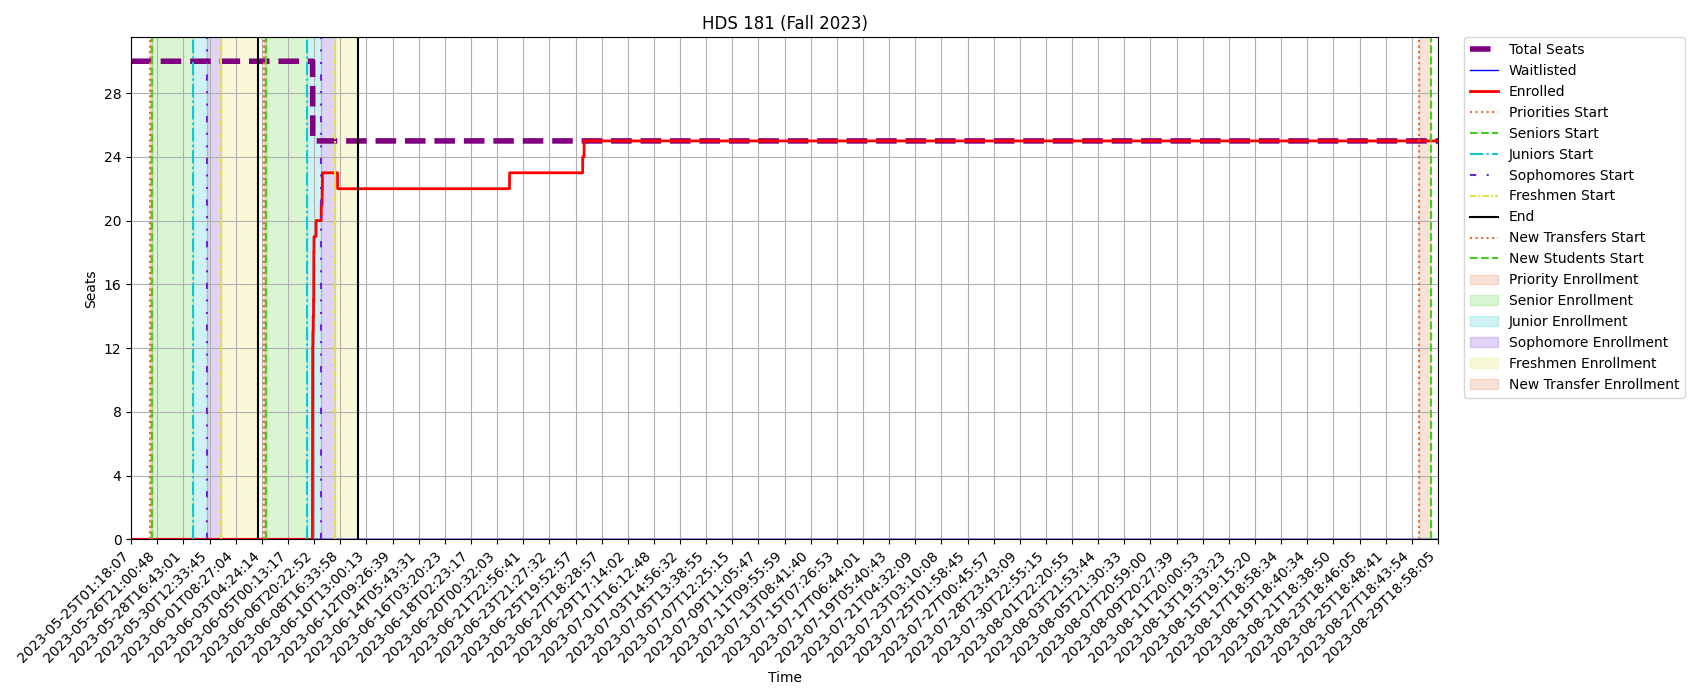 HDS 181 (Fall 2023)
Seats
28
24
20
16
12
8
4
0
2023-05-25T01:18:07
2023-05-26T21:00:48
2023-05-28T16:43:01
2023-05-30T12:33:45
2023-06-01T08:27:04
2023-06-03T04:24:14
2023-06-05T00:13:17
2023-06-06T20:22:52
2023-06-08T16:33:58
2023-06-10T13:00:13
2023-06-12T09:26:39
2023-06-14T05:43:31
2023-06-16T03:20:23
2023-06-18T02:23:17
2023-06-20T00:32:03
2023-06-21T22:56:41
2023-06-23T21:27:32
2023-06-25T19:52:57
2023-06-27T18:28:57
2023-06-29T17:14:02
2023-07-01T16:12:48
2023-07-03T14:56:32
2023-07-05T13:38:55
2023-07-07T12:25:15
2023-07-09T11:05:47
2023-07-11T09:55:59
2023-07-13T08:41:40
2023-07-15T07:26:53
2023-07-17T06:44:01
2023-07-19T05:40:43
2023-07-21T04:32:09
2023-07-23T03:10:08
2023-07-25T01:58:45
2023-07-27T00:45:57
2023-07-28T23:43:09
2023-07-30T22:55:15
2023-08-01T22:20:55
2023-08-03T21:53:44
2023-08-05T21:30:33
2023-08-07T20:59:00
2023-08-09T20:27:39
2023-08-11T20:00:53
2023-08-13T19:33:23
2023-08-15T19:15:20
2023-08-17T18:58:34
2023-08-19T18:40:34
2023-08-21T18:38:50
2023-08-23T18:46:05
2023-08-25T18:48:41
2023-08-27T18:43:54
2023-08-29T18:58:05
Time
Total Seats
Waitlisted
Enrolled
Priorities Start
Seniors Start
Juniors Start
Sophomores Start
Freshmen Start
End
New Transfers Start
New Students Start
Priority Enrollment
Senior Enrollment
Junior Enrollment
Sophomore Enrollment
Freshmen Enrollment
New Transfer Enrollment